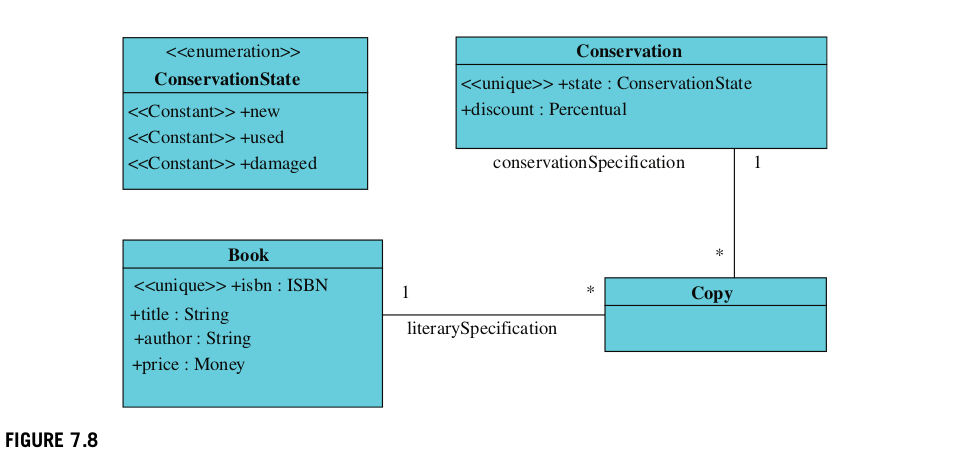 <<enumeration>>
ConservationState
<<Constant>> +new
<<Constant>> +used
<<Constant>> +damaged
Conservation
<<unique>> +state : ConservationState
+discount : Percentual
conservationSpecification
1
*
Book
<<unique>> +isbn : ISBN
+title : String
+author : String
+price : Money
1
*
literarySpecification
Copy
FIGURE 7.8